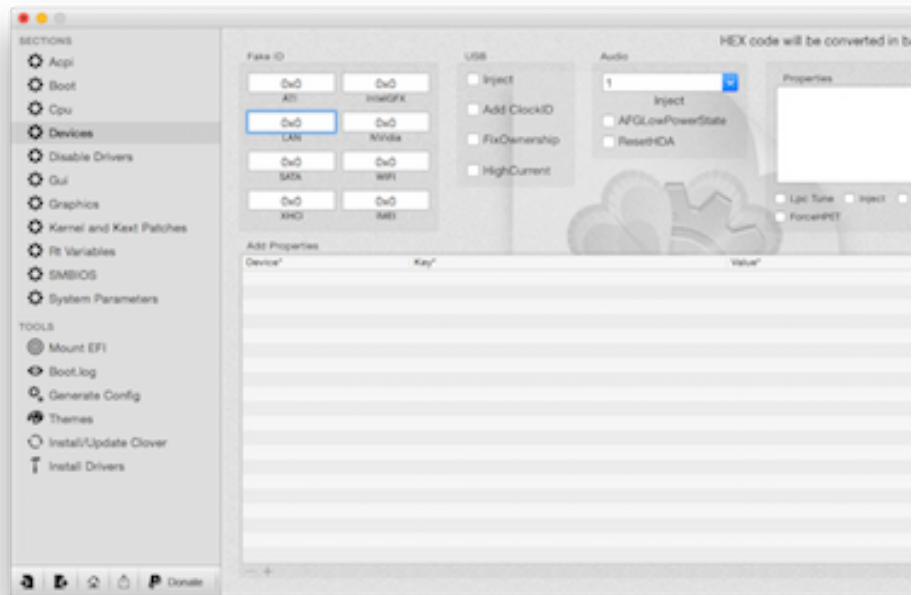 HEX code will be converted in
SECTIONS
Acpi
Boot
Cpu
Devices
Disable Drivers
Gui
Graphics
Kernel and Kext Patches
Rt Variables
SMBIOS
System Parameters
TOOLS
Mount EFI
Boot.log
Generate Config
Themes
Install/Update Clover
Install Drivers
Donate
Fake ID
0x0 0x0
ATI IntelGFX
0x0 0x0
LAN NVidia
0x0 0x0
SATA WIFI
0x0 0x0
XHCI IMEI
USB
Inject
Add ClockID
FixOwnership
HighCurrent
Audio
1
Inject
AFGLowPowerState
ResetHDA
Properties
Lpc Tune Inject
ForceHPET
Add Properties
Device* Key* Value*